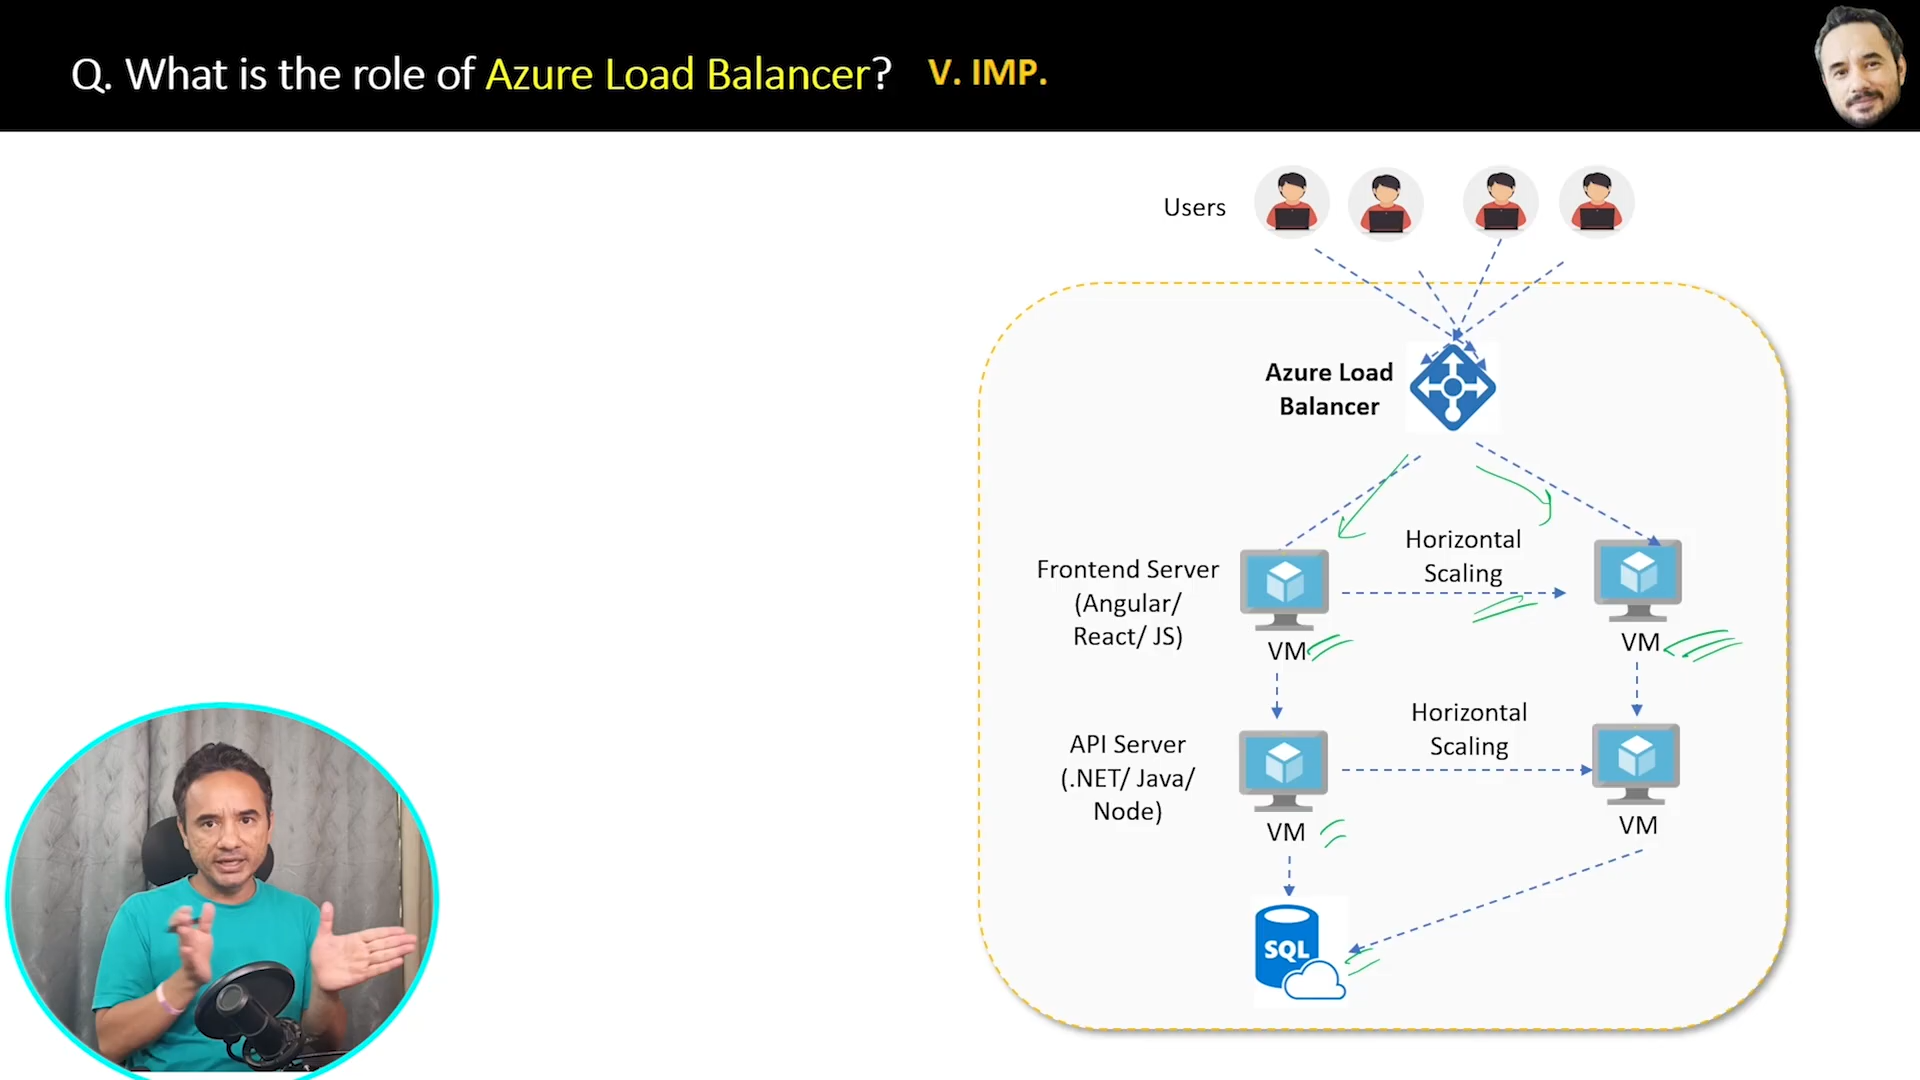 Q. What is the role of Azure Load Balancer? V. IMP.
Users
Azure Load
Balancer
Horizontal
Scaling
Frontend Server
(Angular/
React/ JS)
VM
VM
Horizontal
Scaling
API Server
(.NET/ Java/
Node)
VM
VM
SQL